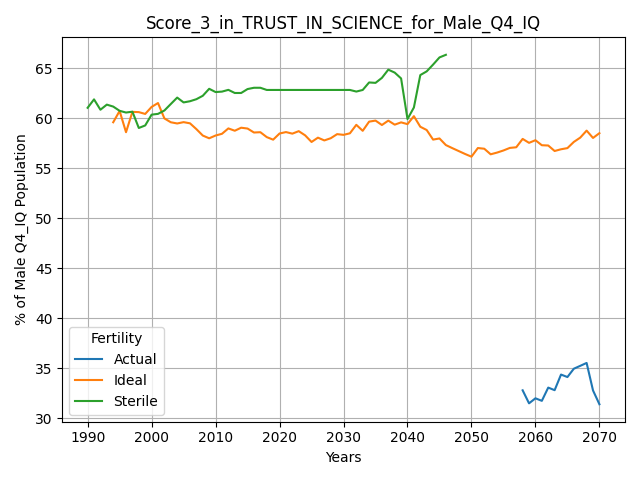 Score_3_in_TRUST_IN_SCIENCE_for_Male_Q4_IQ
% of Male Q4_IQ Population
65
60
55
50
45
40
35
30
Fertility
Actual
Ideal
Sterile
1990 2000 2010 2020 2030 2040 2050 2060 2070
Years